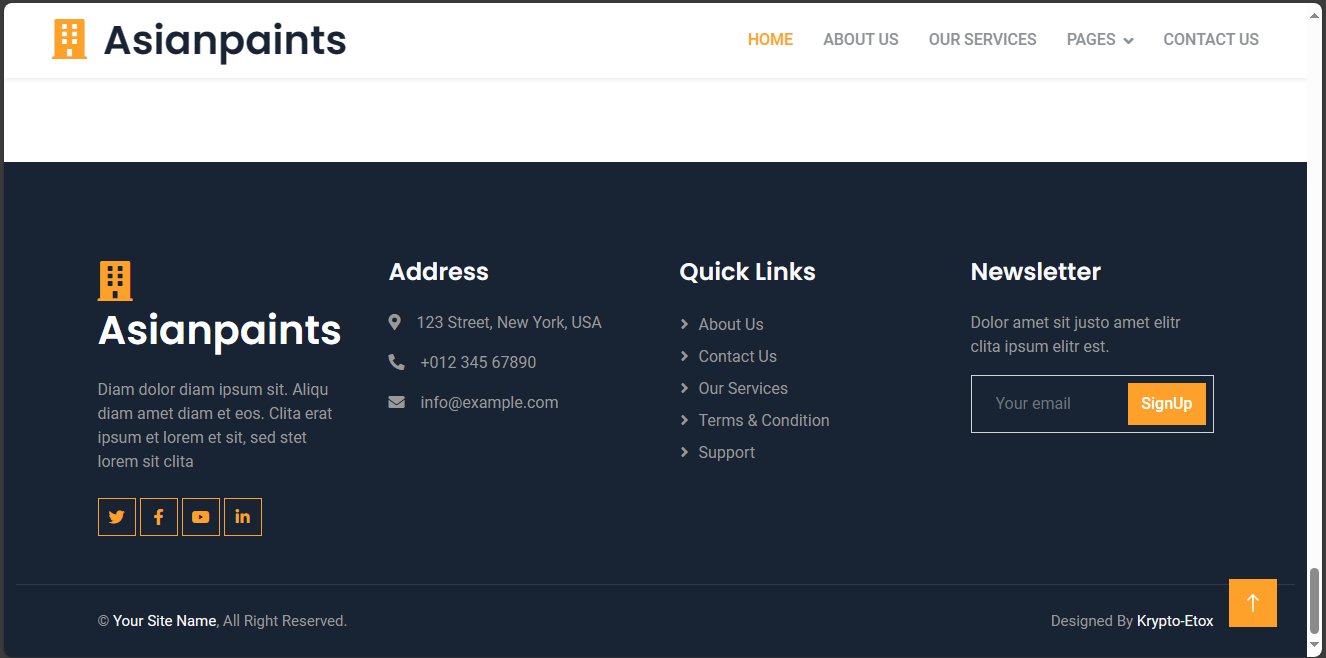 Asianpaints
HOME ABOUT US OUR SERVICES PAGES CONTACT US
Asianpaints
Diam dolor diam ipsum sit. Aliqu
diam amet diam et eos. Clita erat
ipsum et lorem et sit, sed stet
lorem sit clita
Address
123 Street, New York, USA
+012 345 67890
info@example.com
Quick Links
About Us
Contact Us
Our Services
Terms & Condition
Support
Newsletter
Dolor amet sit justo amet elitr
clita ipsum elitr est.
Your email SignUp
© Your Site Name, All Right Reserved.
Designed By Krypto-Etox